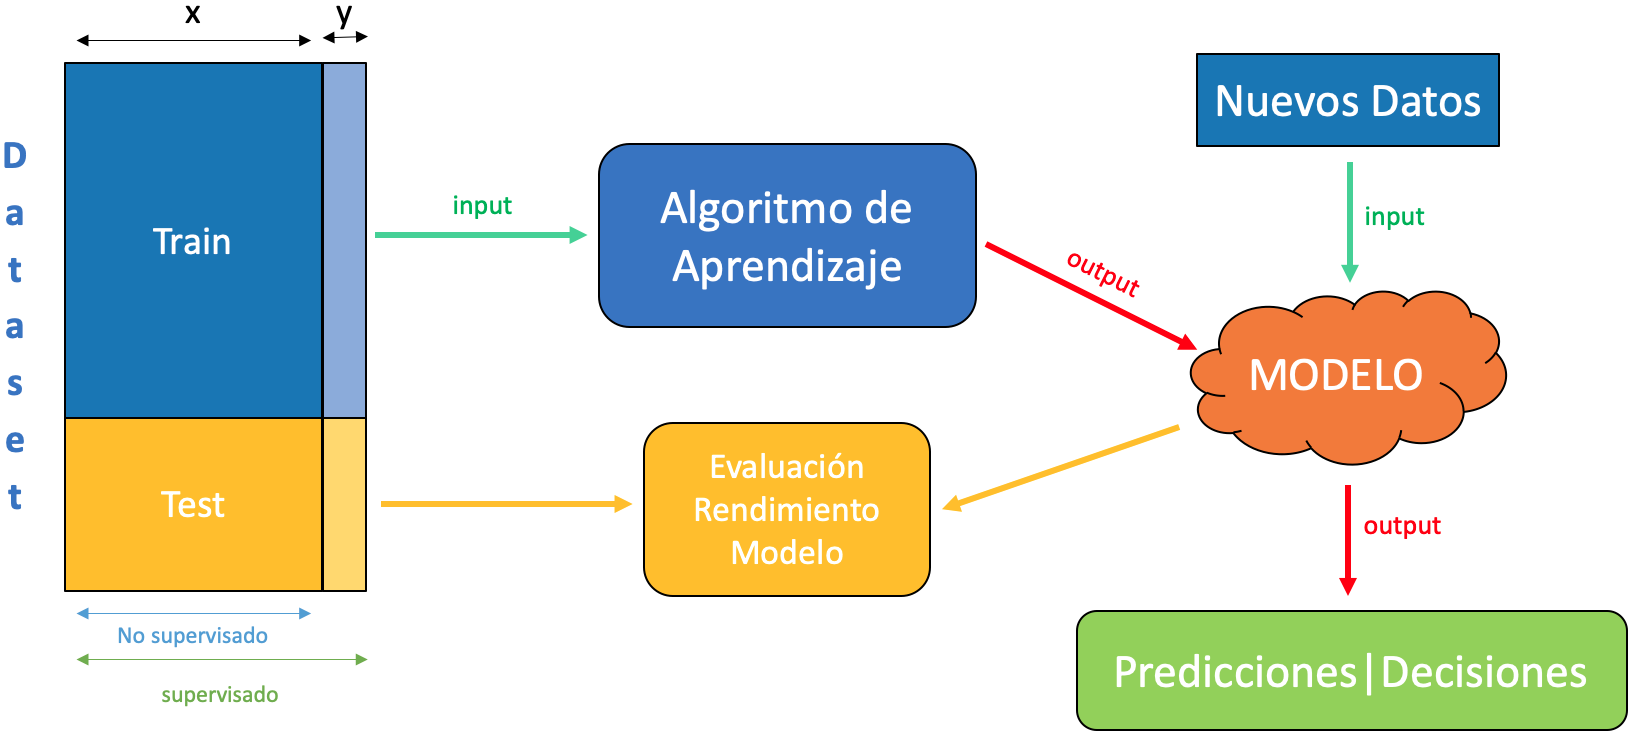 x
y
Dataset
Train
Test
No supervisado
supervisado
input
Algoritmo de
Aprendizaje
output
Evaluación
Rendimiento
Modelo
Nuevos Datos
input
MODELO
output
Predicciones|Decisiones